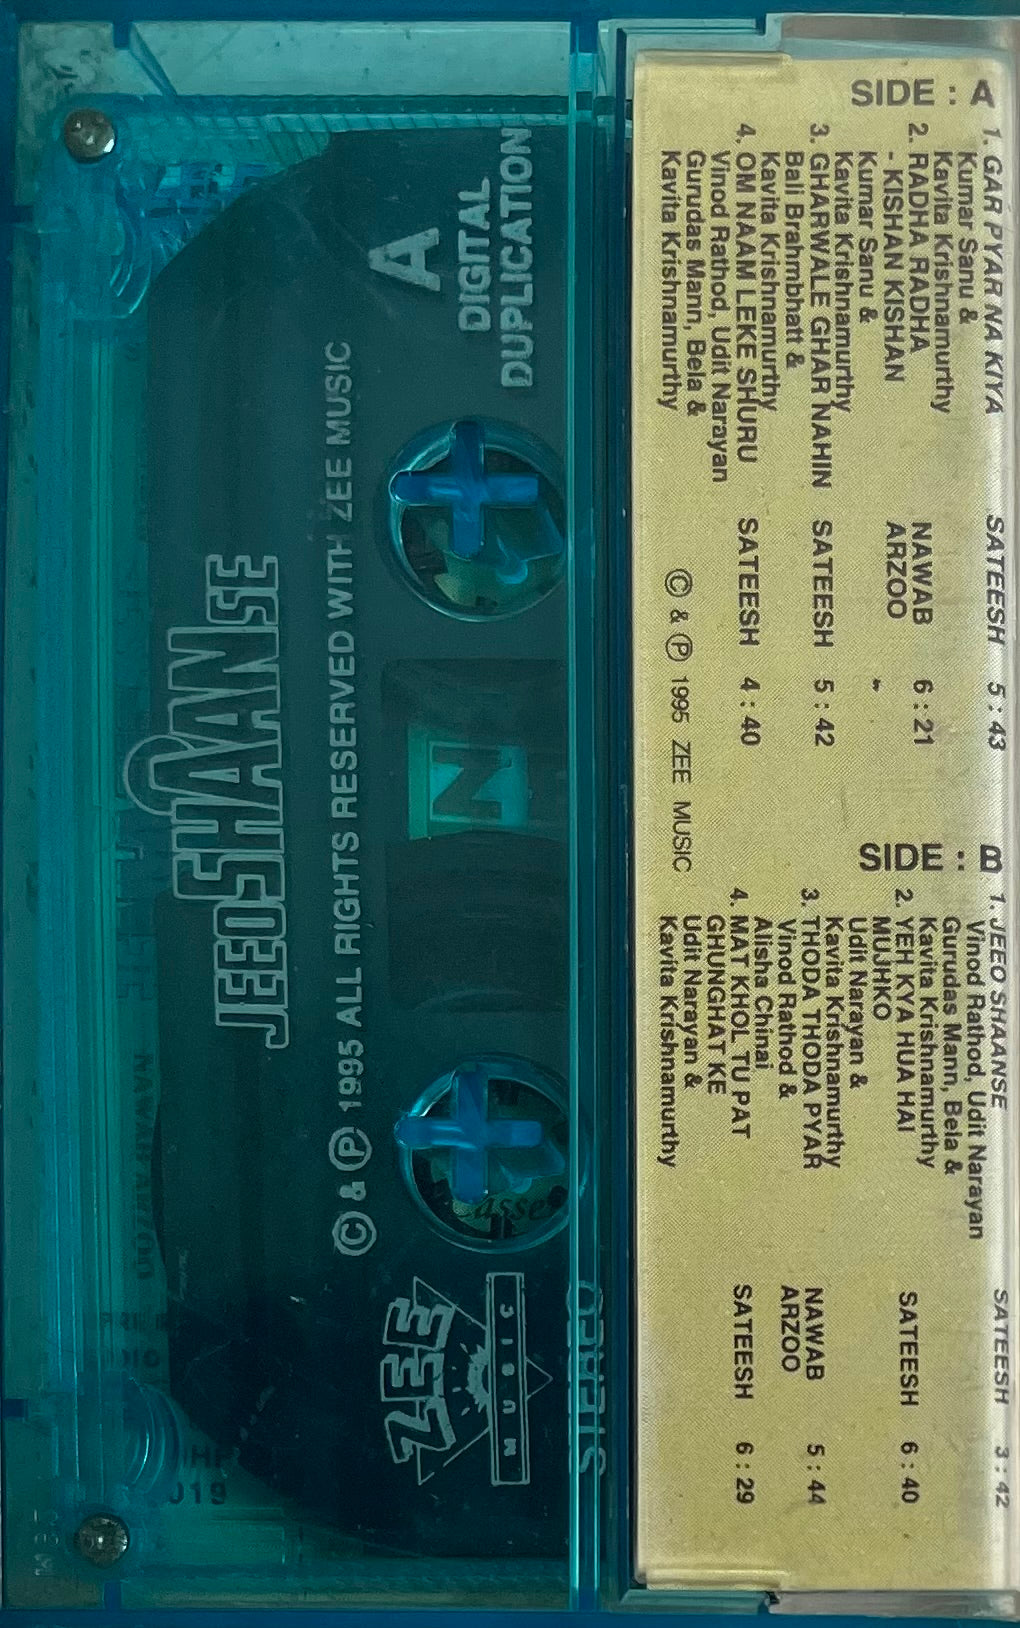 SIDE : A
1. GAR PYAR NA KIYA SATEESH 5 : 43
Kumar Sanu &
Kavita Krishnamurthy
2. RADHA RADHA NAWAB 6 : 21
- KISHAN KISHAN ARZOO
Kumar Sanu &
Kavita Krishnamurthy
3. GHARWALE GHAR NAHIN SATEESH 5 : 42
Bali Brahmbhatt &
Kavita Krishnamurthy
4. OM NAAM LEKE SHURU SATEESH 4 : 40
Vinod Rathod, Udit Narayan
Gurudas Mann, Bela &
Kavita Krishnamurthy
© & ℗ 1995 ZEE MUSIC
SIDE : B
1. JEEO SHAANSE SATEESH 3 : 42
Vinod Rathod, Udit Narayan
Gurudas Mann, Bela &
Kavita Krishnamurthy
2. YEH KYA HUA HAI SATEESH 6 : 40
MUJHKO
Udit Narayan &
Kavita Krishnamurthy
3. THODA THODA PYAR NAWAB 5 : 44
Vinod Rathod & ARZOO
Alisha Chinai
4. MAT KHOL TU PAT SATEESH 6 : 29
GHUNGHAT KE
Udit Narayan &
Kavita Krishnamurthy
A
DIGITAL
DUPLICATION
© & ℗ 1995 ALL RIGHTS RESERVED WITH ZEE MUSIC
JEEO SHAAN SE
N
ZEE
MUSIC
STEREO
NAWAB ARZOO